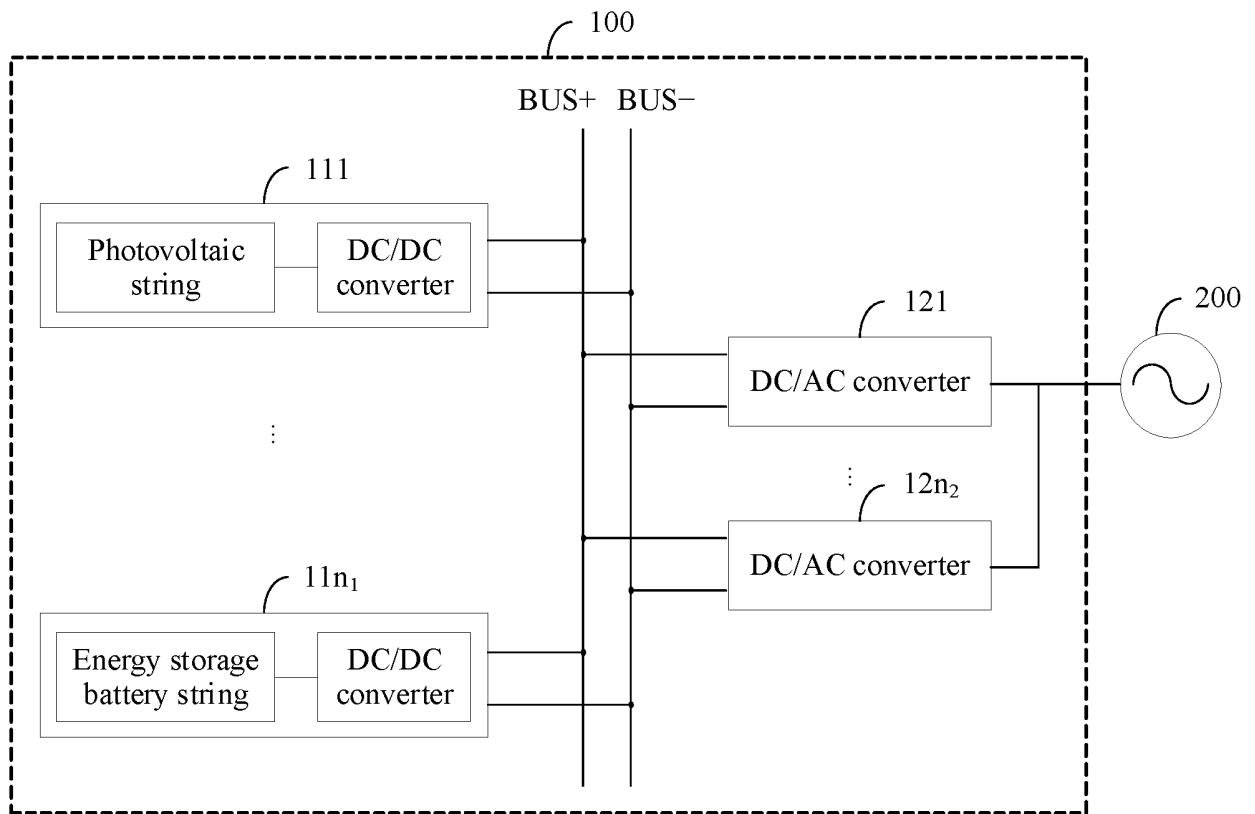 100
BUS+ BUS−
111
Photovoltaic
string
DC/DC
converter
121
DC/AC converter
200
⋮
⋮
12n₂
DC/AC converter
11n₁
Energy storage
battery string
DC/DC
converter